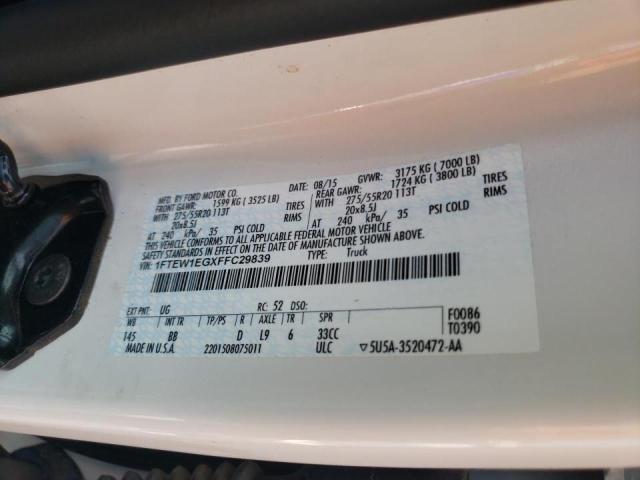 MFD. BY FORD MOTOR CO.
DATE: 08/15 GVWR: 3175 KG ( 7000 LB)
FRONT GAWR: 1599 KG ( 3525 LB) REAR GAWR: 1724 KG ( 3800 LB)
WITH 275/55R20 113T TIRES WITH 275/55R20 113T TIRES
20x8.5J RIMS 20x8.5J RIMS
AT 240 kPa/ 35 PSI COLD AT 240 kPa/ 35 PSI COLD
THIS VEHICLE CONFORMS TO ALL APPLICABLE FEDERAL MOTOR VEHICLE
SAFETY STANDARDS IN EFFECT ON THE DATE OF MANUFACTURE SHOWN ABOVE.
VIN: 1FTEW1EGXFFC29839 TYPE: Truck
EXT PNT: UG RC: 52 DSO: F0086
WB INT TR TP/PS R AXLE TR SPR T0390
145 BB D L9 6 33CC
MADE IN U.S.A. 2201508075011 ULC ▽5U5A-3520472-AA